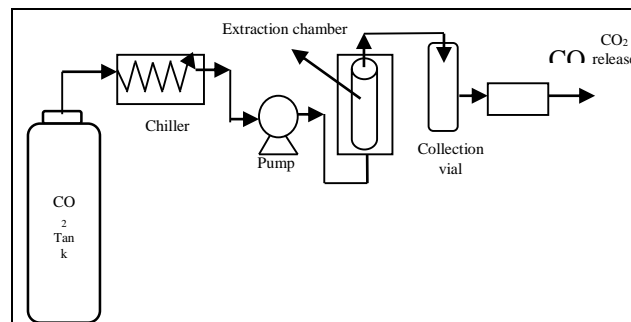 Extraction chamber
CO₂
release
CO
Chiller
Pump
Collection
vial
CO
2
Tan
k